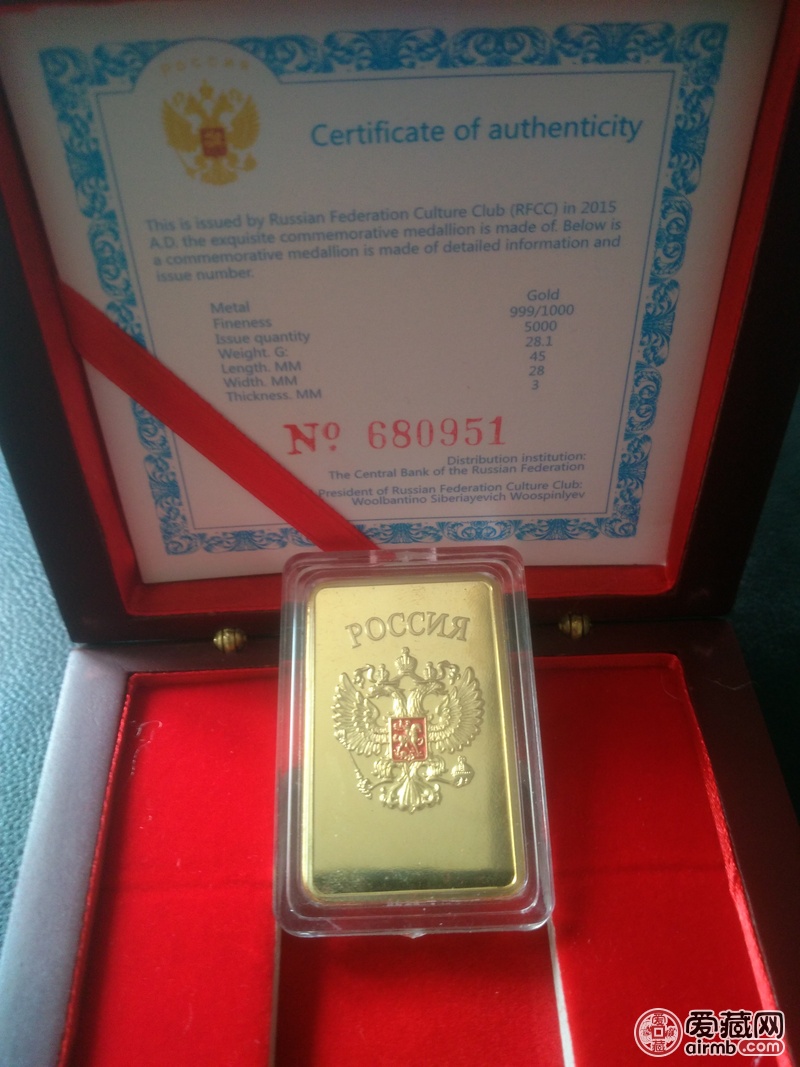 РОССИЯ
Certificate of authenticity
This is issued by Russian Federation Culture Club (RFCC) in 2015
A.D. the exquisite commemorative medallion is made of. Below is
a commemorative medallion is made of detailed information and
issue number.
Metal Gold
Fineness 999/1000
Issue quantity 5000
Weight. G: 28.1
Length. MM 45
Width. MM 28
Thickness. MM 3
Nº 680951
Distribution institution:
The Central Bank of the Russian Federation
President of Russian Federation Culture Club:
Woolbantino Siberiayevich Woospinlyev
РОССИЯ
爱藏网
airmb.com